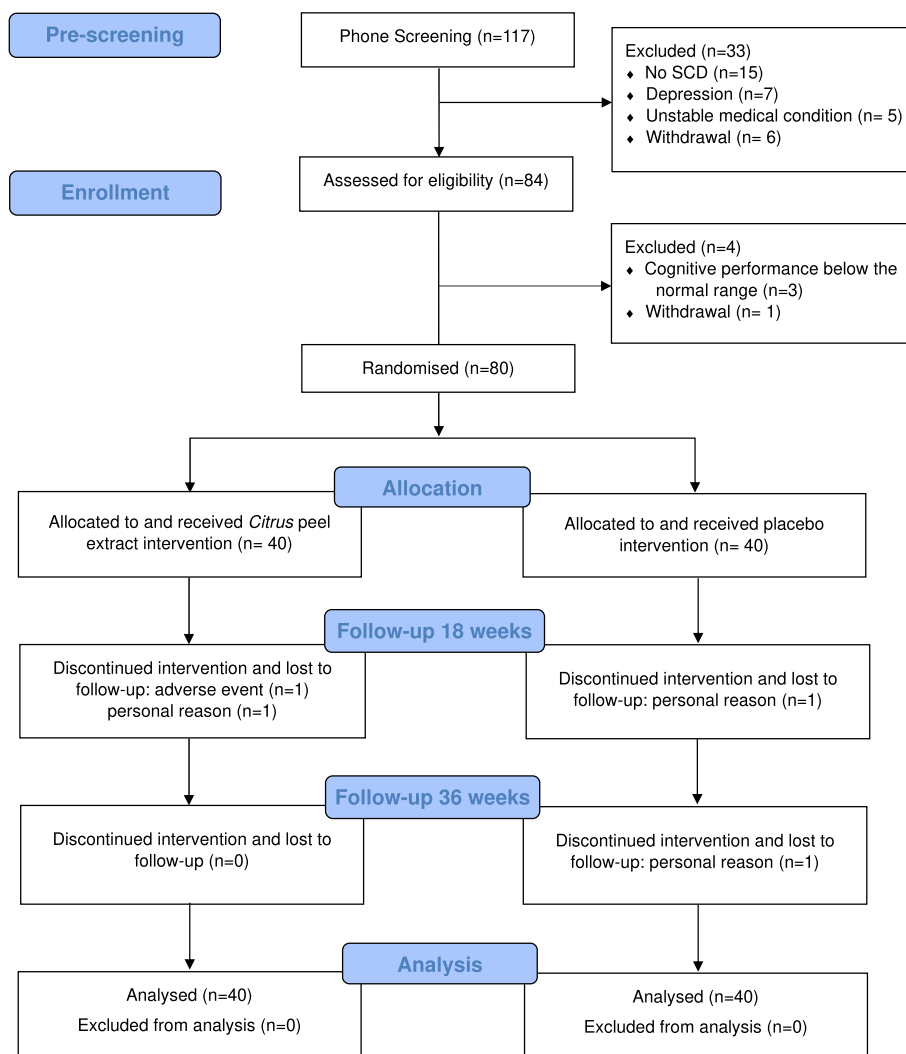 Pre-screening
Phone Screening (n=117)
Excluded (n=33)
♦ No SCD (n=15)
♦ Depression (n=7)
♦ Unstable medical condition (n= 5)
♦ Withdrawal (n= 6)
Enrollment
Assessed for eligibility (n=84)
Excluded (n=4)
♦ Cognitive performance below the
normal range (n=3)
♦ Withdrawal (n= 1)
Randomised (n=80)
Allocation
Allocated to and received Citrus peel
extract intervention (n= 40)
Allocated to and received placebo
intervention (n= 40)
Follow-up 18 weeks
Discontinued intervention and lost to
follow-up: adverse event (n=1)
personal reason (n=1)
Discontinued intervention and lost to
follow-up: personal reason (n=1)
Follow-up 36 weeks
Discontinued intervention and lost to
follow-up (n=0)
Discontinued intervention and lost to
follow-up: personal reason (n=1)
Analysis
Analysed (n=40)
Excluded from analysis (n=0)
Analysed (n=40)
Excluded from analysis (n=0)